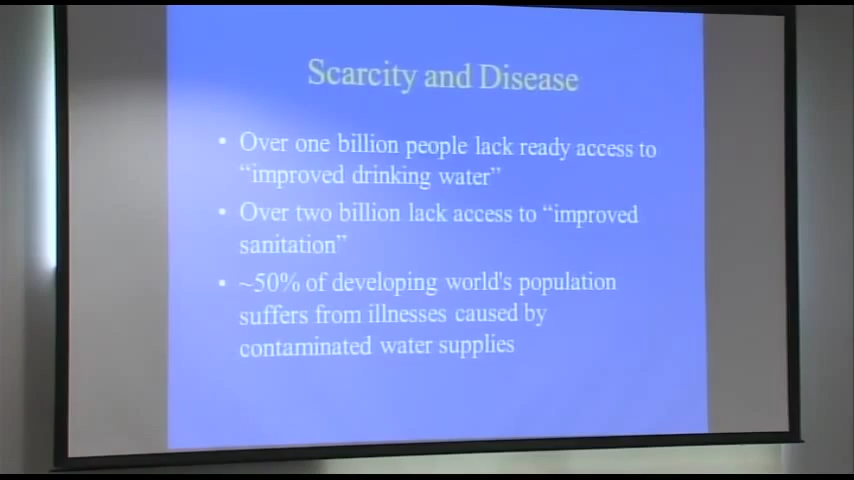 Scarcity and Disease
• Over one billion people lack ready access to
“improved drinking water”
• Over two billion lack access to “improved
sanitation”
• ~50% of developing world's population
suffers from illnesses caused by
contaminated water supplies